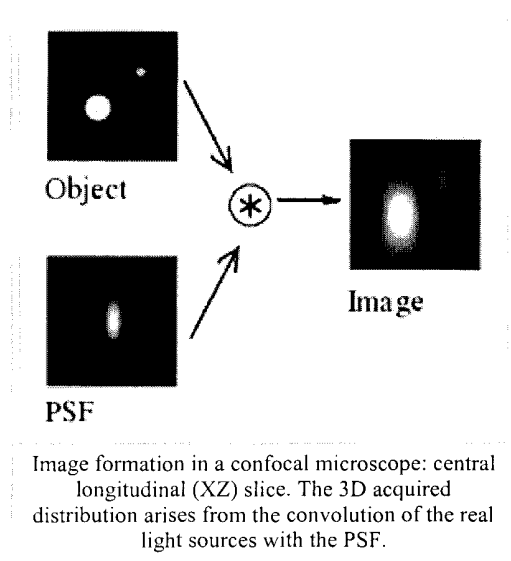 Object
*
Image
PSF
Image formation in a confocal microscope: central
longitudinal (XZ) slice. The 3D acquired
distribution arises from the convolution of the real
light sources with the PSF.